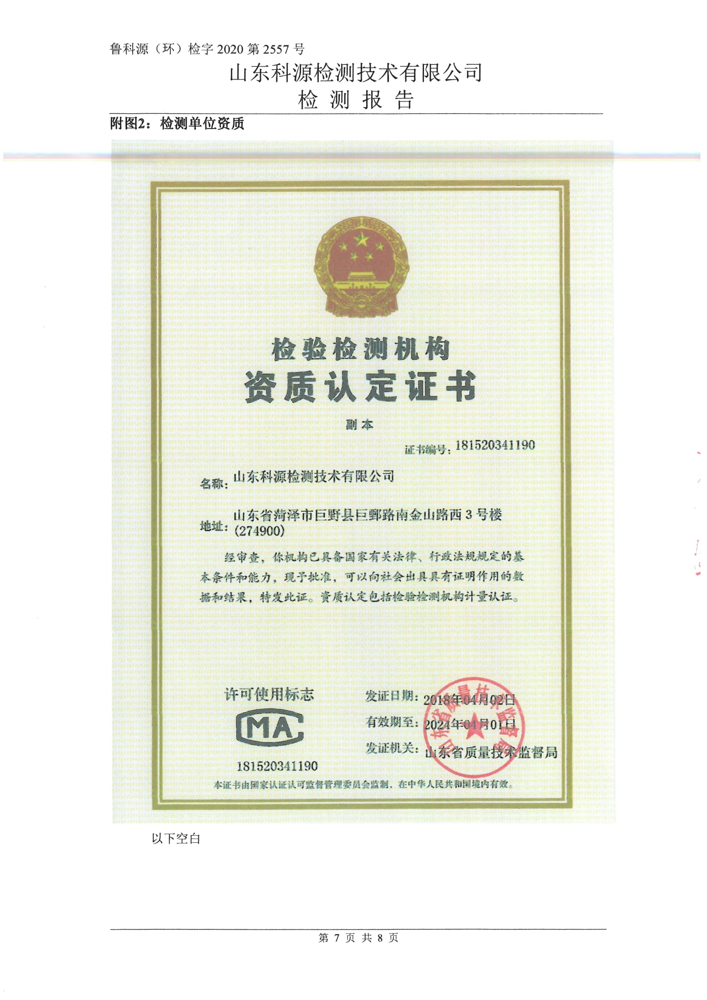 鲁科源（环）检字 2020 第 2557 号
山东科源检测技术有限公司
检 测 报 告
附图2：检测单位资质
检验检测机构
资质认定证书
副本
证书编号：181520341190
名称：山东科源检测技术有限公司
地址：山东省菏泽市巨野县巨鄄路南金山路西 3 号楼
(274900)
经审查，你机构已具备国家有关法律、行政法规规定的基
本条件和能力，现予批准，可以向社会出具具有证明作用的数
据和结果，特发此证。资质认定包括检验检测机构计量认证。
许可使用标志
MA
181520341190
发证日期：2018年04月02日
有效期至：2024年04月01日
发证机关：山东省质量技术监督局
山东省质量技术监督局
本证书由国家认证认可监督管理委员会监制，在中华人民共和国境内有效。
以下空白
第 7 页 共 8 页